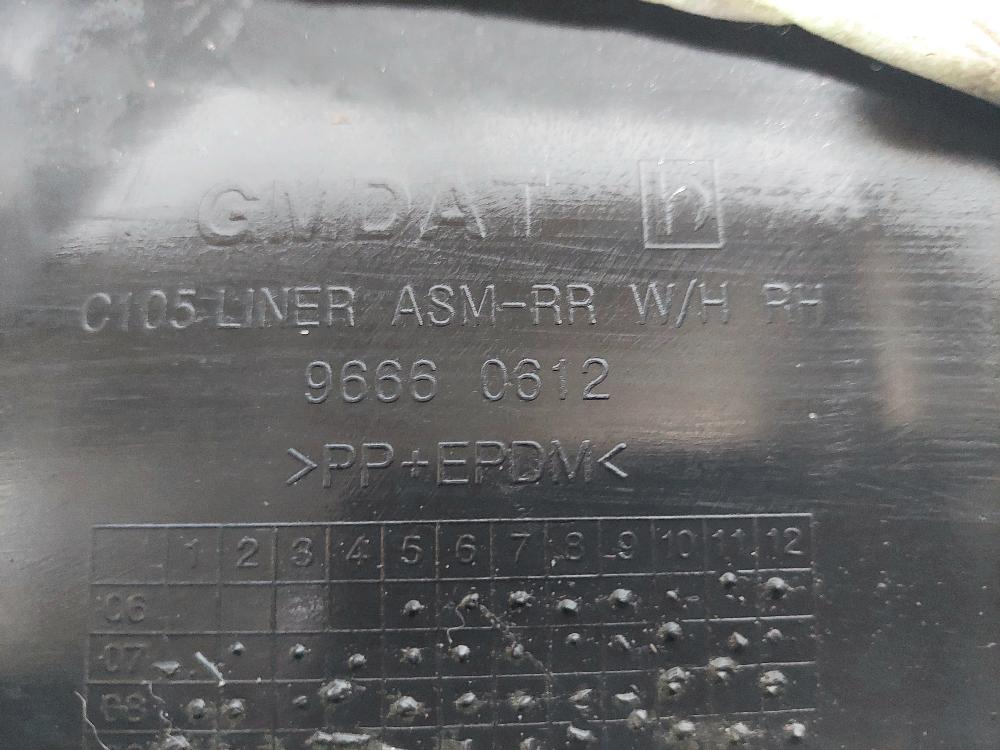 GMDAT h
C105 LINER ASM-RR W/H RH
9666 0612
>PP+EPDM<
1 2 3 4 5 6 7 8 9 10 11 12
06
07
08